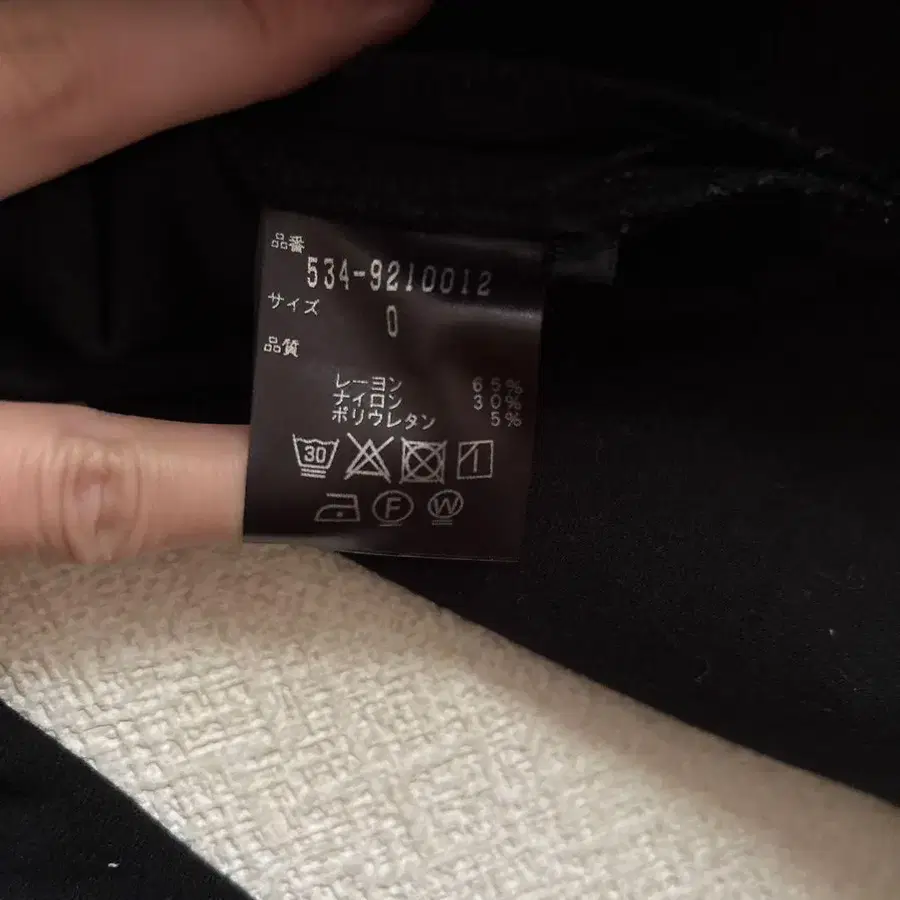 品番
534-9210012
サイズ
0
品質
レーヨン 65%
ナイロン 30%
ポリウレタン 5%
30
F W